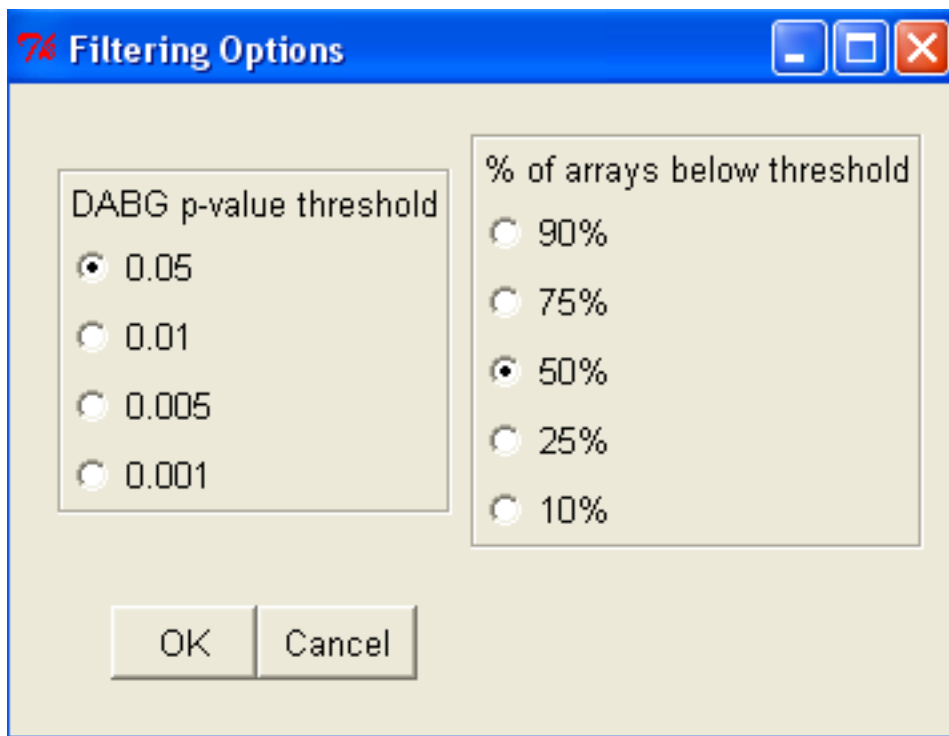 Filtering Options
DABG p-value threshold
0.05
0.01
0.005
0.001
% of arrays below threshold
90%
75%
50%
25%
10%
OK
Cancel